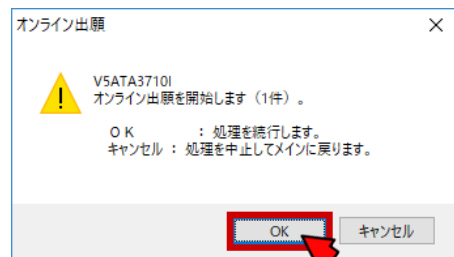 オンライン出願
V5ATA3710I
オンライン出願を開始します（1件）。
ＯＫ　　　： 処理を続行します。
キャンセル ： 処理を中止してメインに戻ります。
OK
キャンセル